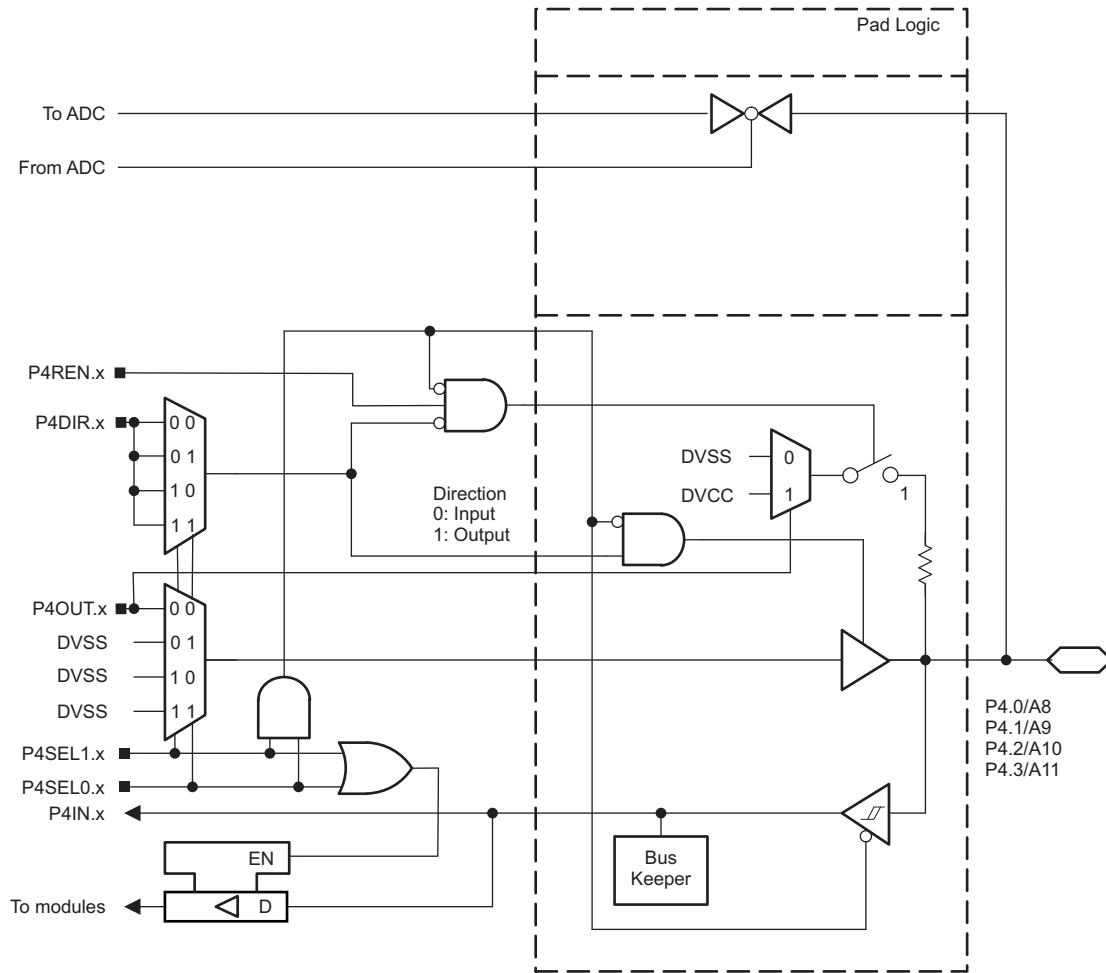 Pad Logic
To ADC
From ADC
P4REN.x
P4DIR.x
0 0
0 1
1 0
1 1
Direction
0: Input
1: Output
DVSS
0
DVCC
1
1
P4OUT.x
0 0
DVSS
0 1
DVSS
1 0
DVSS
1 1
P4.0/A8
P4.1/A9
P4.2/A10
P4.3/A11
P4SEL1.x
P4SEL0.x
P4IN.x
Bus
Keeper
EN
To modules
D